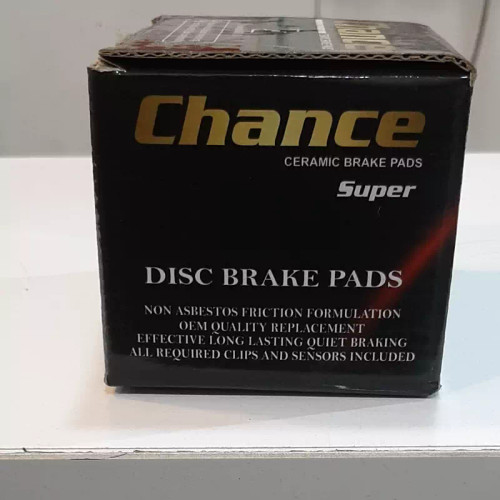 Chance
CERAMIC BRAKE PADS
Super
DISC BRAKE PADS
NON ASBESTOS FRICTION FORMULATION
OEM QUALITY REPLACEMENT
EFFECTIVE LONG LASTING QUIET BRAKING
ALL REQUIRED CLIPS AND SENSORS INCLUDED